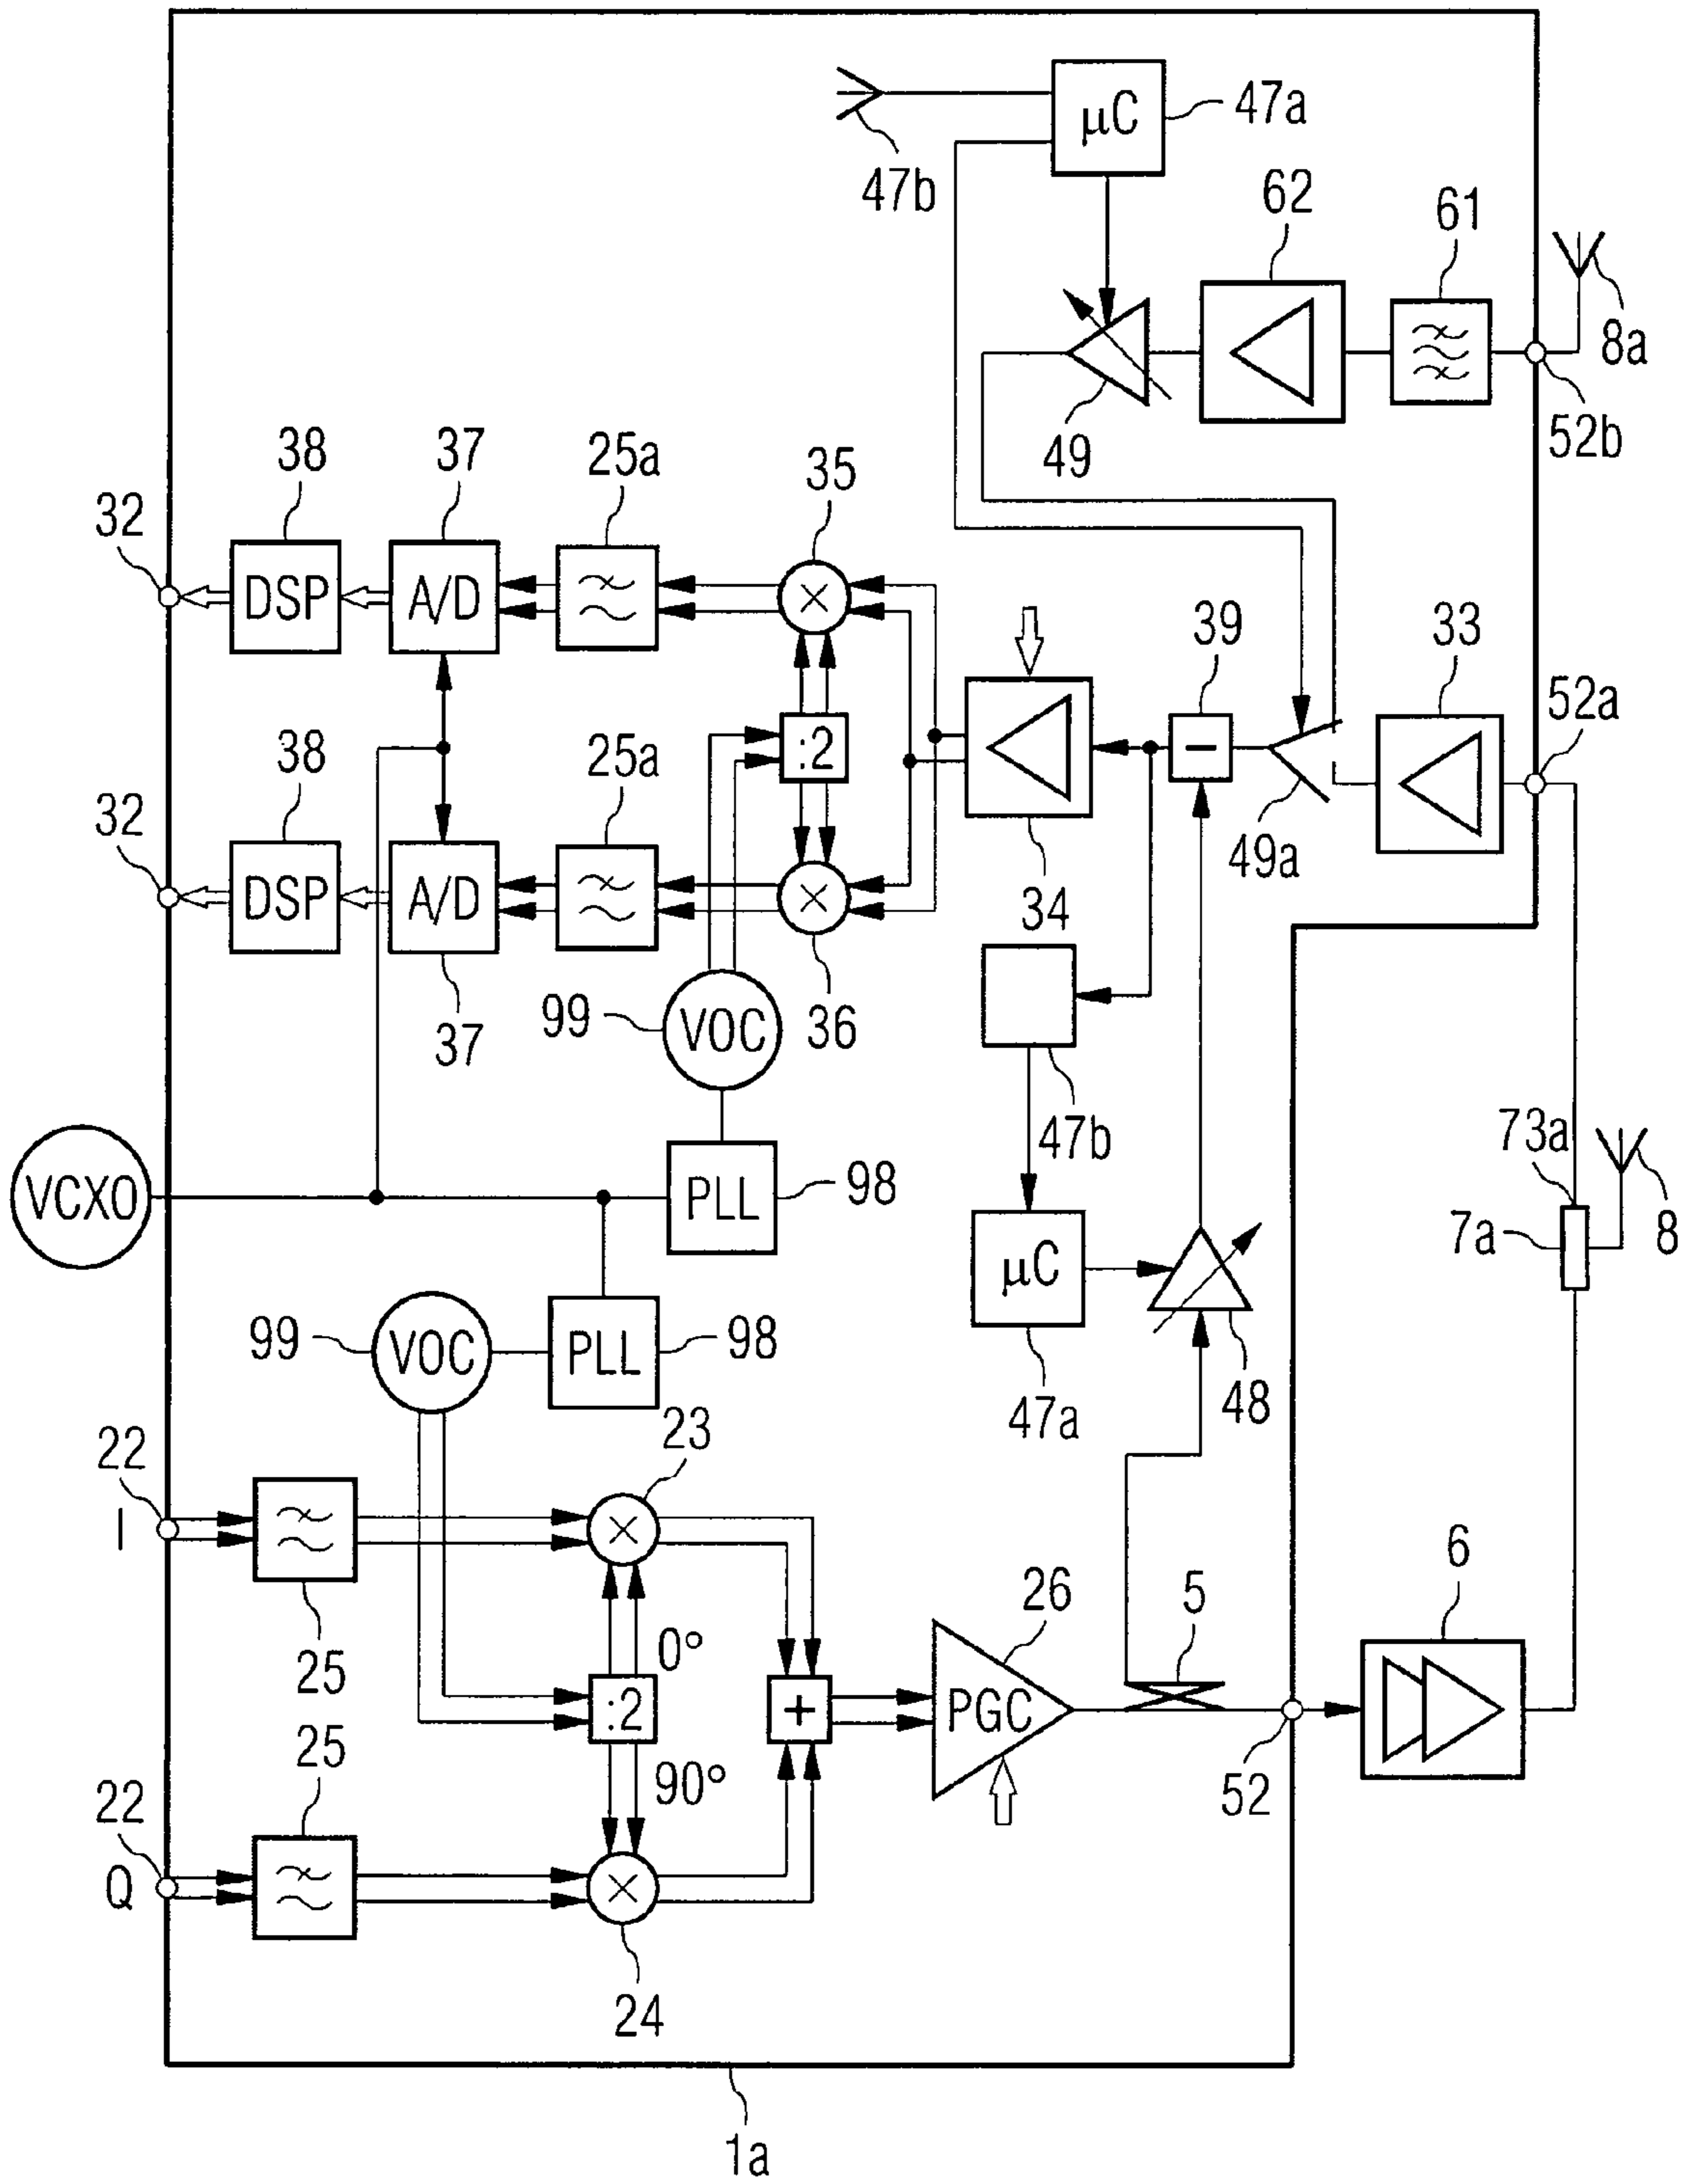 μC
47a
47b
62
61
8a
49
52b
38
37
25a
35
32
DSP
A/D
39
33
52a
:2
38
25a
32
DSP
A/D
34
49a
37
99
VOC
36
47b
73a
VCXO
PLL
98
7a
8
μC
99
VOC
PLL
98
47a
48
22
I
23
25
0°
26
5
6
:2
+
PGC
25
90°
52
22
Q
24
1a